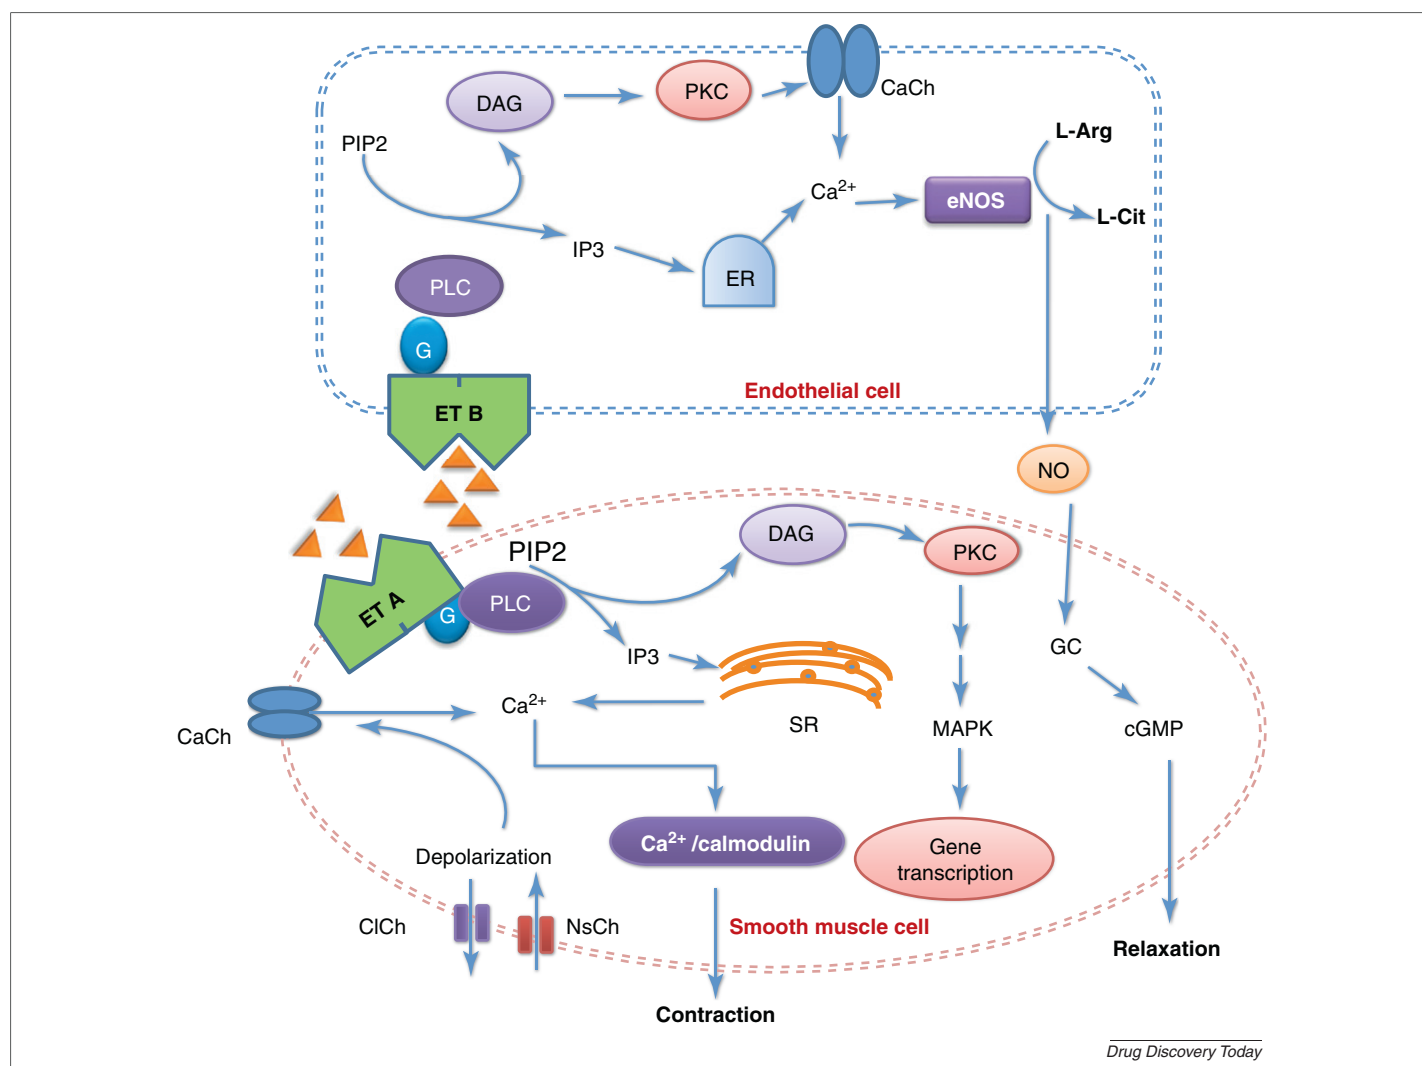 CaCh
DAG
PKC
PIP2
L-Arg
Ca²⁺
eNOS
L-Cit
IP3
ER
PLC
G
Endothelial cell
ET B
NO
DAG
PKC
PIP2
ET A
G
PLC
IP3
GC
Ca²⁺
SR
MAPK
cGMP
CaCh
Ca²⁺ /calmodulin
Gene
transcription
Depolarization
ClCh
NsCh
Smooth muscle cell
Relaxation
Contraction
Drug Discovery Today